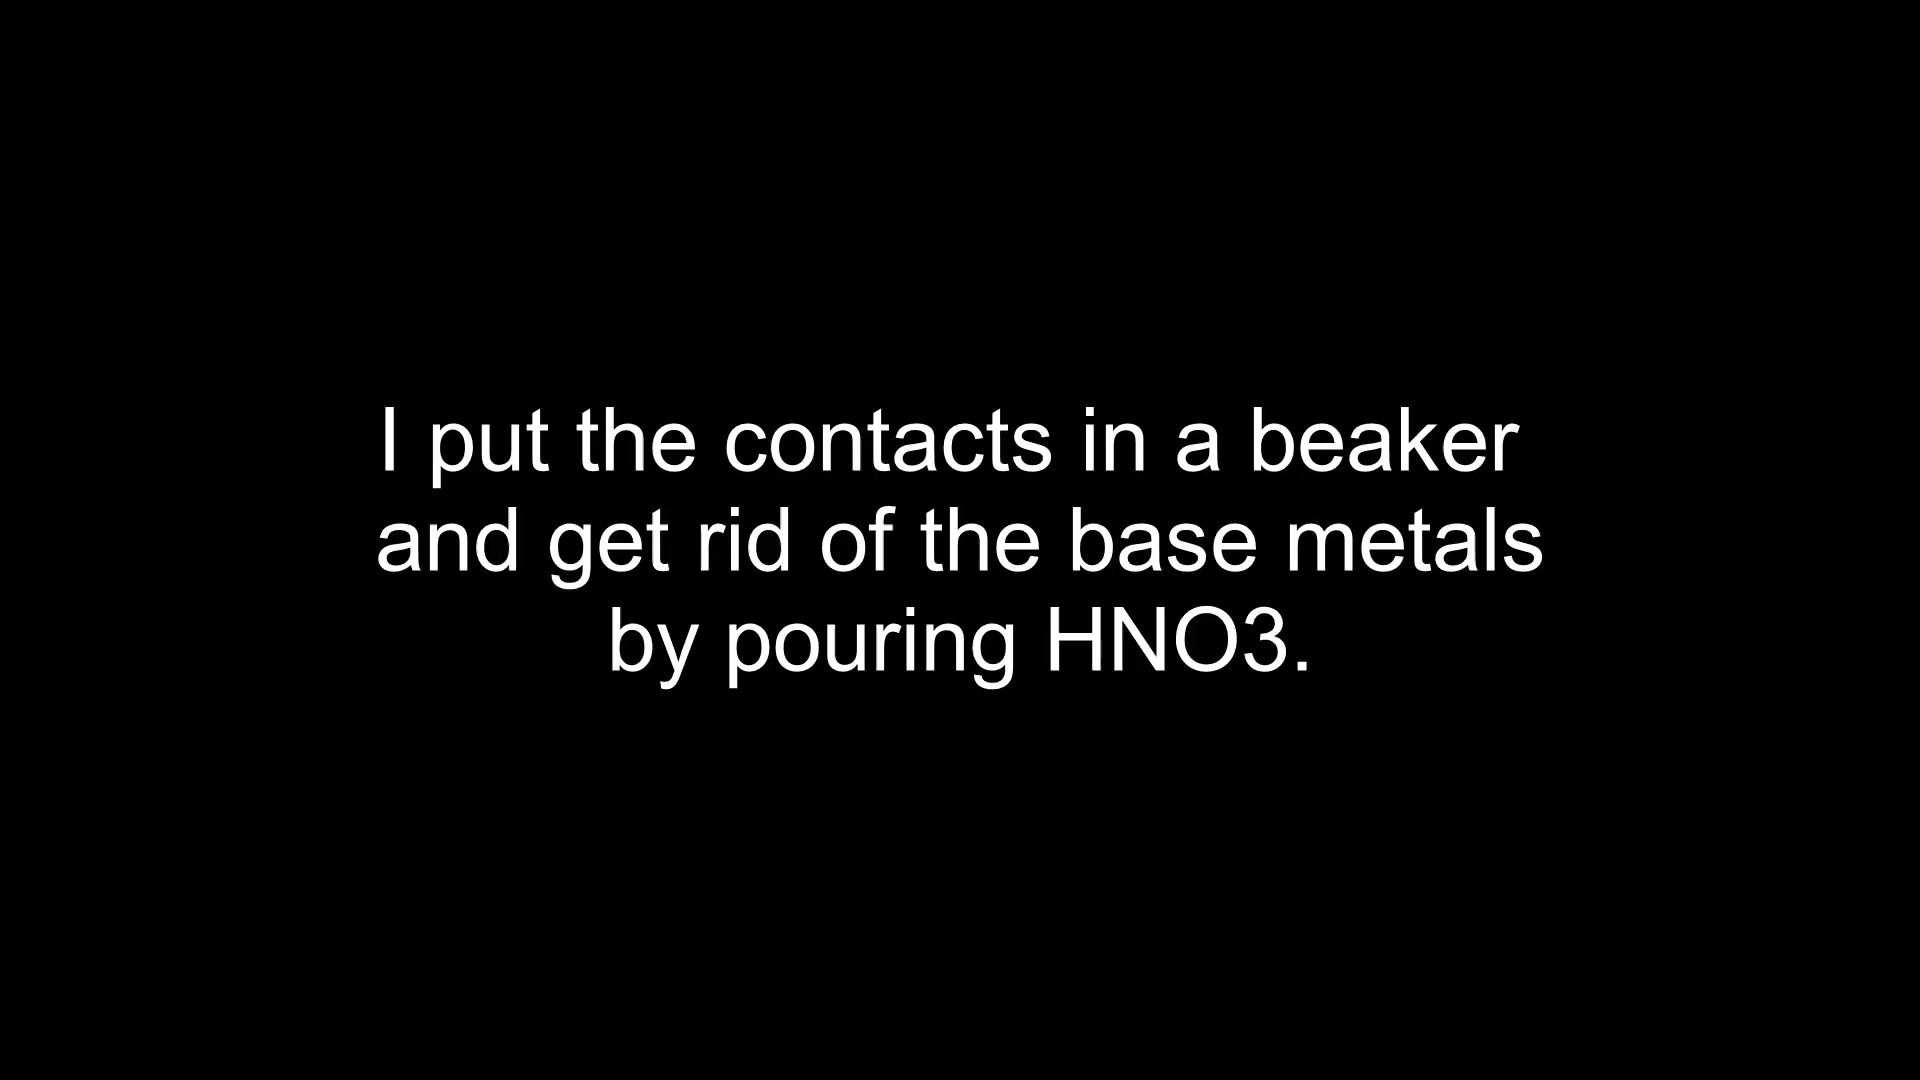 I put the contacts in a beaker
and get rid of the base metals
by pouring HNO3.